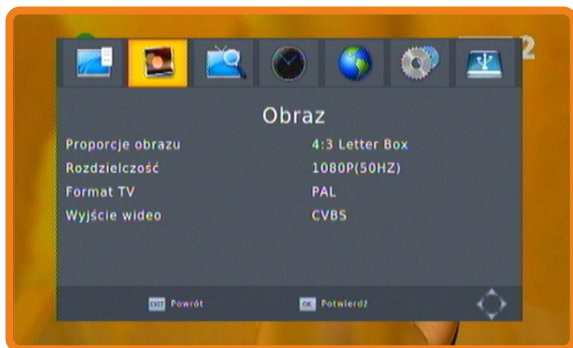 2
Obraz
Proporcje obrazu 4:3 Letter Box
Rozdzielczość 1080P(50HZ)
Format TV PAL
Wyjście wideo CVBS
EXIT Powrót OK Potwierdź